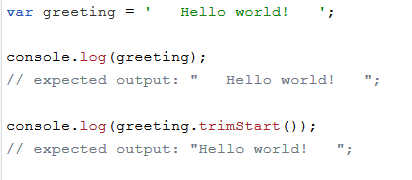 var greeting = '   Hello world!   ';
console.log(greeting);
// expected output: "   Hello world!   ";
console.log(greeting.trimStart());
// expected output: "Hello world!   ";